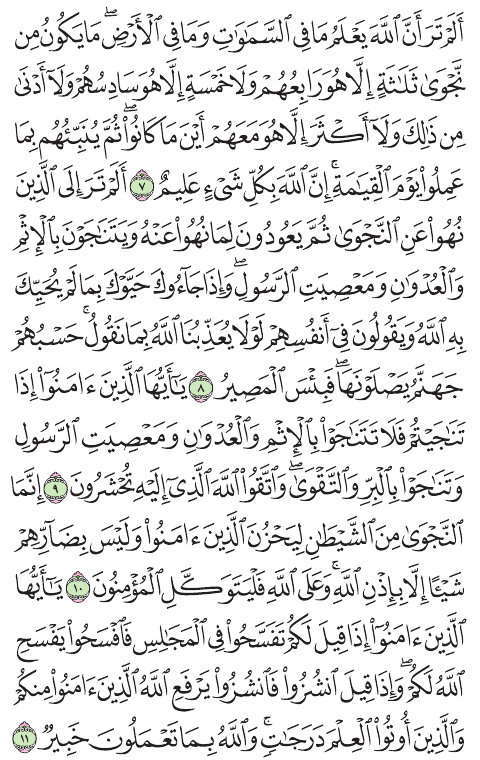 أَلَمْ تَرَ أَنَّ ٱللَّهَ يَعْلَمُ مَا فِى ٱلسَّمَٰوَٰتِ وَمَا فِى ٱلْأَرْضِ ۖ مَا يَكُونُ مِن
نَّجْوَىٰ ثَلَٰثَةٍ إِلَّا هُوَ رَابِعُهُمْ وَلَا خَمْسَةٍ إِلَّا هُوَ سَادِسُهُمْ وَلَآ أَدْنَىٰ
مِن ذَٰلِكَ وَلَآ أَكْثَرَ إِلَّا هُوَ مَعَهُمْ أَيْنَ مَا كَانُوا۟ ۖ ثُمَّ يُنَبِّئُهُم بِمَا
عَمِلُوا۟ يَوْمَ ٱلْقِيَٰمَةِ ۚ إِنَّ ٱللَّهَ بِكُلِّ شَىْءٍ عَلِيمٌ ٧ أَلَمْ تَرَ إِلَى ٱلَّذِينَ
نُهُوا۟ عَنِ ٱلنَّجْوَىٰ ثُمَّ يَعُودُونَ لِمَا نُهُوا۟ عَنْهُ وَيَتَنَٰجَوْنَ بِٱلْإِثْمِ
وَٱلْعُدْوَٰنِ وَمَعْصِيَتِ ٱلرَّسُولِ ۖ وَإِذَا جَآءُوكَ حَيَّوْكَ بِمَا لَمْ يُحَيِّكَ
بِهِ ٱللَّهُ وَيَقُولُونَ فِىٓ أَنفُسِهِمْ لَوْلَا يُعَذِّبُنَا ٱللَّهُ بِمَا نَقُولُ ۚ حَسْبُهُمْ
جَهَنَّمُ يَصْلَوْنَهَا ۖ فَبِئْسَ ٱلْمَصِيرُ ٨ يَٰٓأَيُّهَا ٱلَّذِينَ ءَامَنُوٓا۟ إِذَا
تَنَٰجَيْتُمْ فَلَا تَتَنَٰجَوْا۟ بِٱلْإِثْمِ وَٱلْعُدْوَٰنِ وَمَعْصِيَتِ ٱلرَّسُولِ
وَتَنَٰجَوْا۟ بِٱلْبِرِّ وَٱلتَّقْوَىٰ ۖ وَٱتَّقُوا۟ ٱللَّهَ ٱلَّذِىٓ إِلَيْهِ تُحْشَرُونَ ٩ إِنَّمَا
ٱلنَّجْوَىٰ مِنَ ٱلشَّيْطَٰنِ لِيَحْزُنَ ٱلَّذِينَ ءَامَنُوا۟ وَلَيْسَ بِضَآرِّهِمْ
شَيْـًٔا إِلَّا بِإِذْنِ ٱللَّهِ ۚ وَعَلَى ٱللَّهِ فَلْيَتَوَكَّلِ ٱلْمُؤْمِنُونَ ١٠ يَٰٓأَيُّهَا
ٱلَّذِينَ ءَامَنُوٓا۟ إِذَا قِيلَ لَكُمْ تَفَسَّحُوا۟ فِى ٱلْمَجَٰلِسِ فَٱفْسَحُوا۟ يَفْسَحِ
ٱللَّهُ لَكُمْ ۖ وَإِذَا قِيلَ ٱنشُزُوا۟ فَٱنشُزُوا۟ يَرْفَعِ ٱللَّهُ ٱلَّذِينَ ءَامَنُوا۟ مِنكُمْ
وَٱلَّذِينَ أُوتُوا۟ ٱلْعِلْمَ دَرَجَٰتٍ ۚ وَٱللَّهُ بِمَا تَعْمَلُونَ خَبِيرٌ ١١